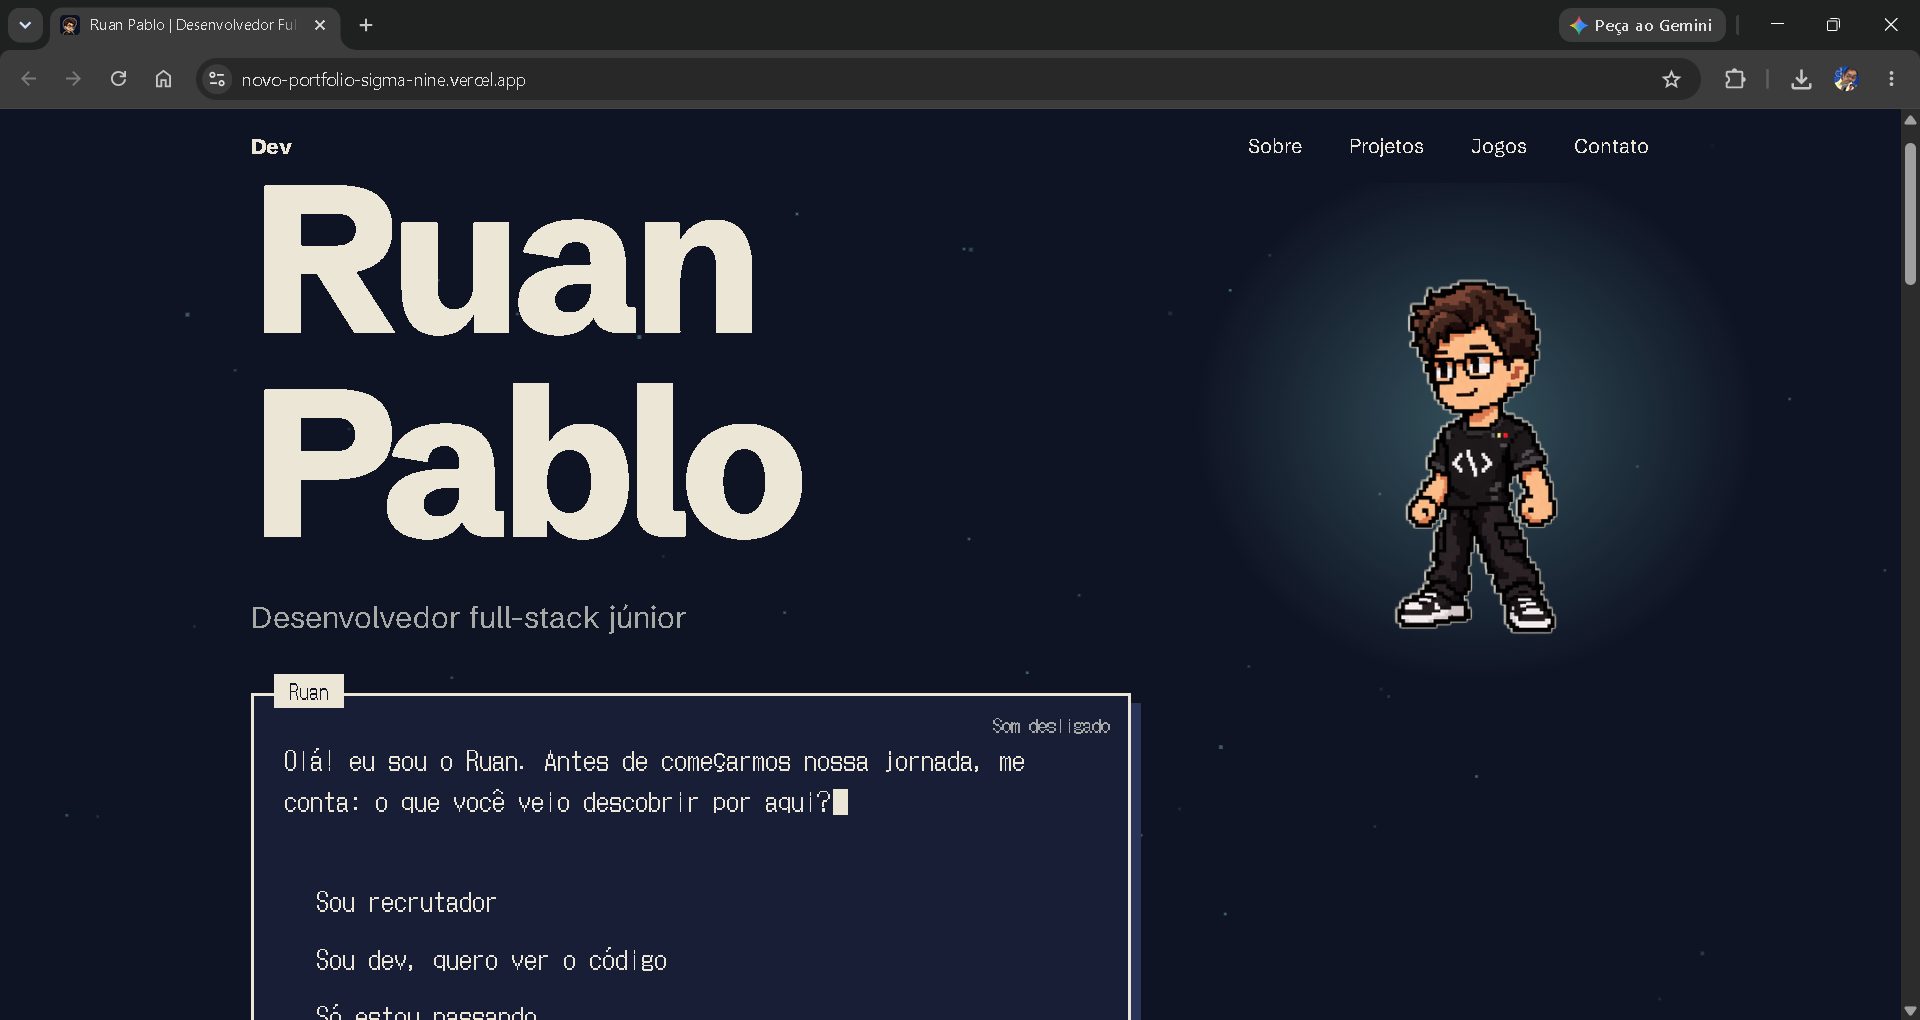 Ruan Pablo | Desenvolvedor Ful
Peça ao Gemini
novo-portfolio-sigma-nine.vercel.app
Dev
Sobre
Projetos
Jogos
Contato
Ruan
Pablo
Desenvolvedor full-stack júnior
Ruan
Som desligado
Olá! eu sou o Ruan. Antes de começarmos nossa jornada, me
conta: o que você veio descobrir por aqui?
Sou recrutador
Sou dev, quero ver o código
Só estou passando